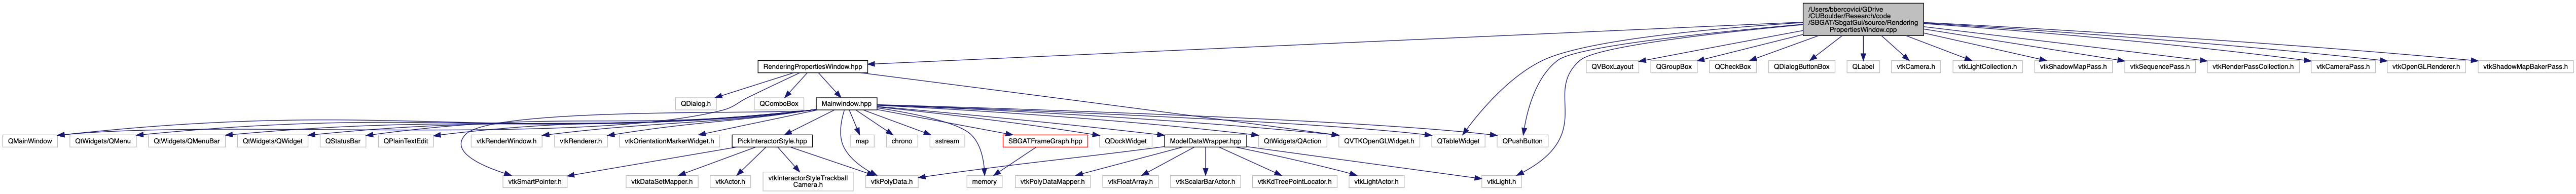 /Users/bbercovici/GDrive
/CUBoulder/Research/code
/SBGAT/SbgatGui/source/Rendering
PropertiesWindow.cpp
RenderingPropertiesWindow.hpp
QVBoxLayout
QGroupBox
QCheckBox
QDialogButtonBox
QLabel
vtkCamera.h
vtkLightCollection.h
vtkShadowMapPass.h
vtkSequencePass.h
vtkRenderPassCollection.h
vtkCameraPass.h
vtkOpenGLRenderer.h
vtkShadowMapBakerPass.h
QDialog.h
QComboBox
Mainwindow.hpp
QMainWindow
QtWidgets/QMenu
QtWidgets/QMenuBar
QtWidgets/QWidget
QStatusBar
QPlainTextEdit
vtkRenderWindow.h
vtkRenderer.h
vtkOrientationMarkerWidget.h
PickInteractorStyle.hpp
map
chrono
sstream
SBGATFrameGraph.hpp
QDockWidget
ModelDataWrapper.hpp
QtWidgets/QAction
QVTKOpenGLWidget.h
QTableWidget
QPushButton
vtkSmartPointer.h
vtkDataSetMapper.h
vtkActor.h
vtkInteractorStyleTrackball
Camera.h
vtkPolyData.h
memory
vtkPolyDataMapper.h
vtkFloatArray.h
vtkScalarBarActor.h
vtkKdTreePointLocator.h
vtkLightActor.h
vtkLight.h